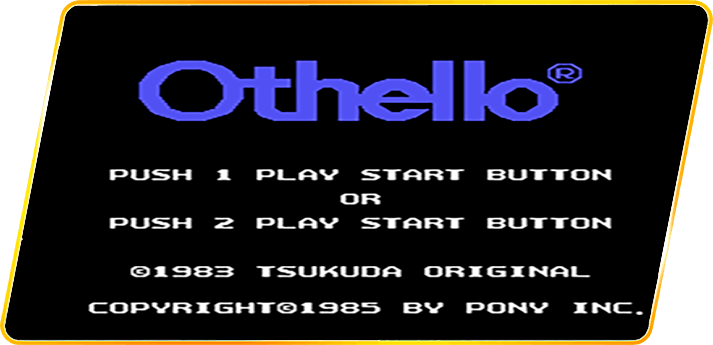 Othello®
PUSH 1 PLAY START BUTTON
OR
PUSH 2 PLAY START BUTTON
©1983 TSUKUDA ORIGINAL
COPYRIGHT©1985 BY PONY INC.